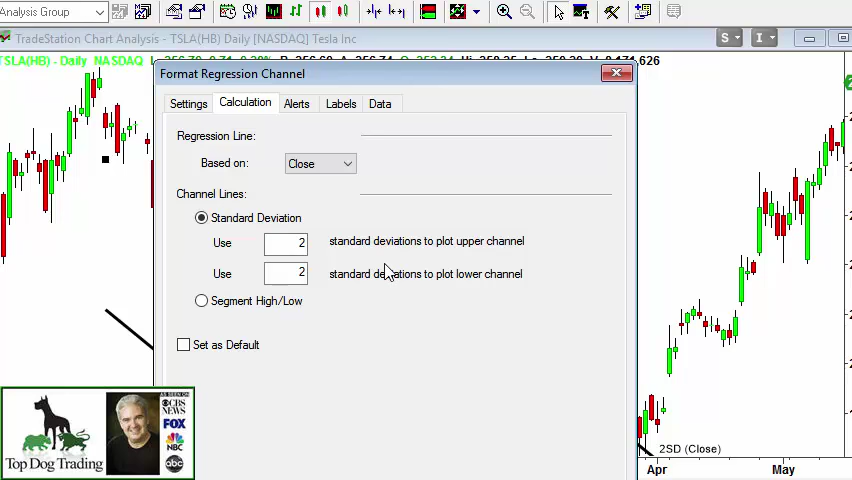 Analysis Group
TradeStation Chart Analysis - TSLA(HB) Daily [NASDAQ] Tesla Inc
S
I
TSLA(HB) - Daily NASDAQ
Format Regression Channel
Settings
Calculation
Alerts
Labels
Data
Regression Line:
Based on:
Close
Channel Lines:
Standard Deviation
Use
2
standard deviations to plot upper channel
Use
2
standard deviations to plot lower channel
Segment High/Low
Set as Default
AS SEEN ON
CBS NEWS
FOX
NBC
abc
Top Dog Trading
2SD (Close)
Apr
May